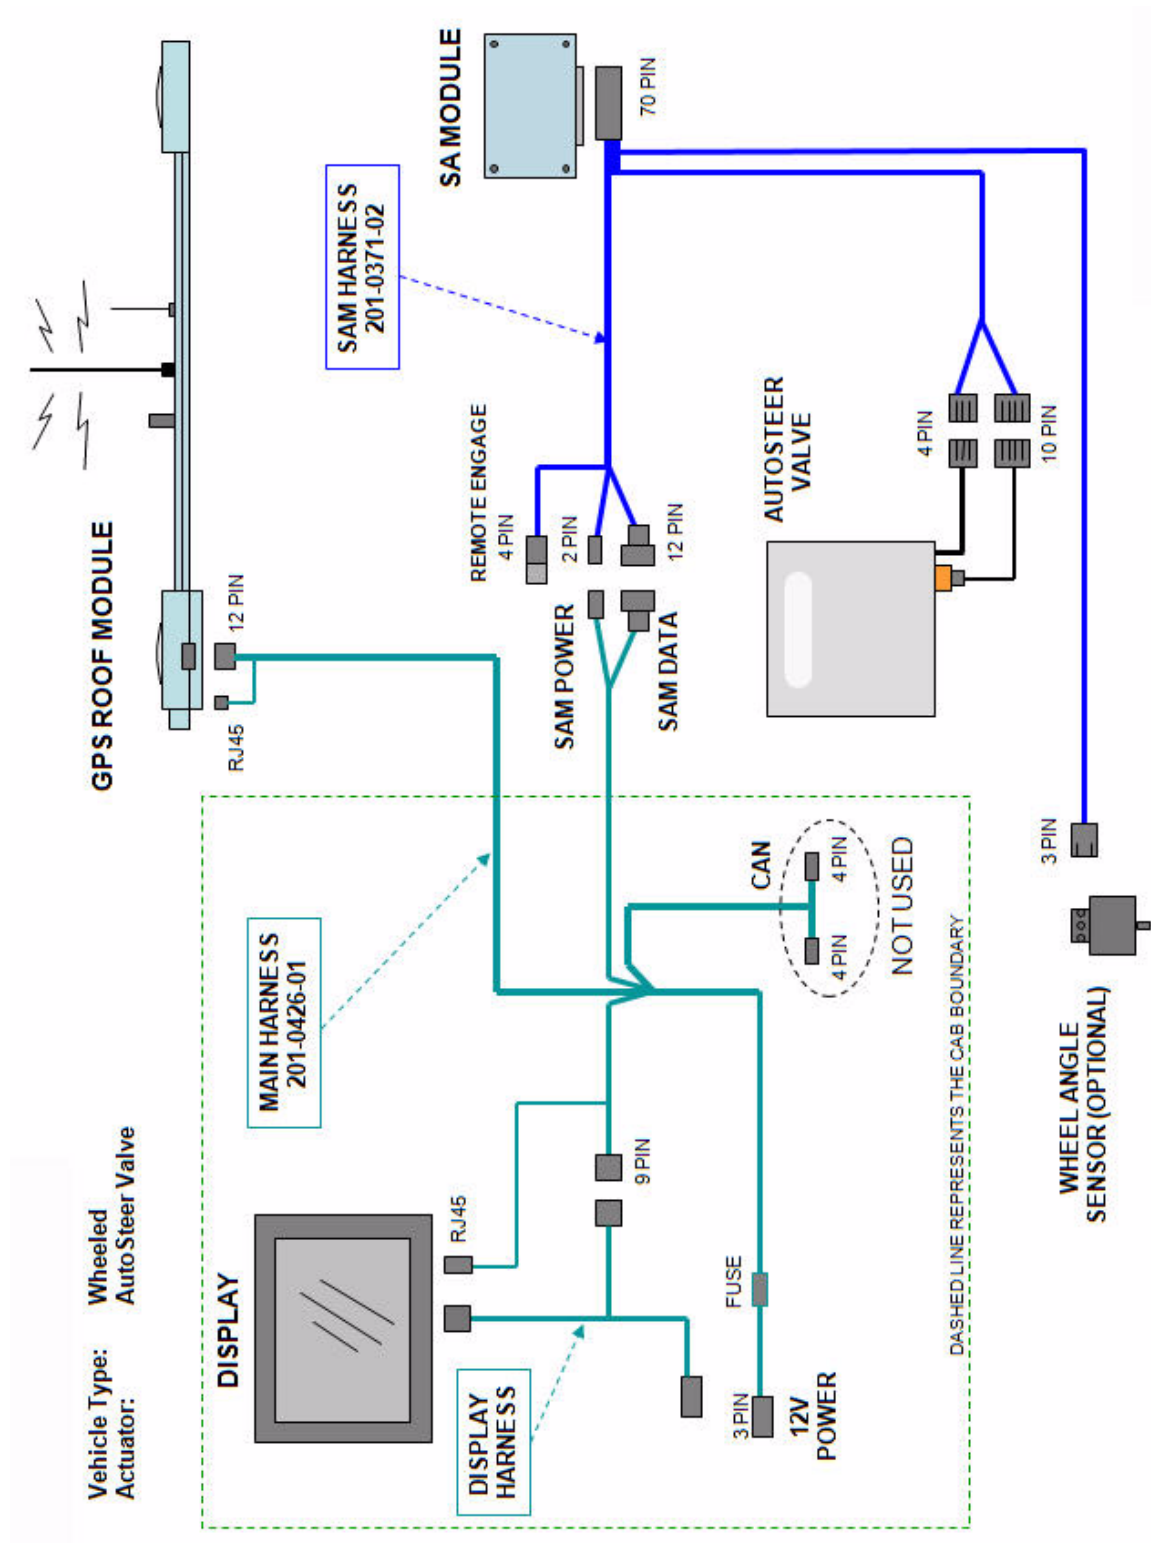 Vehicle Type: Wheeled
Actuator: AutoSteer Valve
GPS ROOF MODULE
RJ45
12 PIN
DISPLAY
RJ45
MAIN HARNESS
201-0426-01
SAM HARNESS
201-0371-02
SA MODULE
70 PIN
DISPLAY
HARNESS
9 PIN
SAM POWER
SAM DATA
REMOTE ENGAGE
4 PIN
2 PIN
12 PIN
3 PIN
12V
POWER
FUSE
CAN
4 PIN
4 PIN
NOT USED
AUTOSTEER
VALVE
4 PIN
10 PIN
DASHED LINE REPRESENTS THE CAB BOUNDARY
WHEEL ANGLE
SENSOR (OPTIONAL)
3 PIN